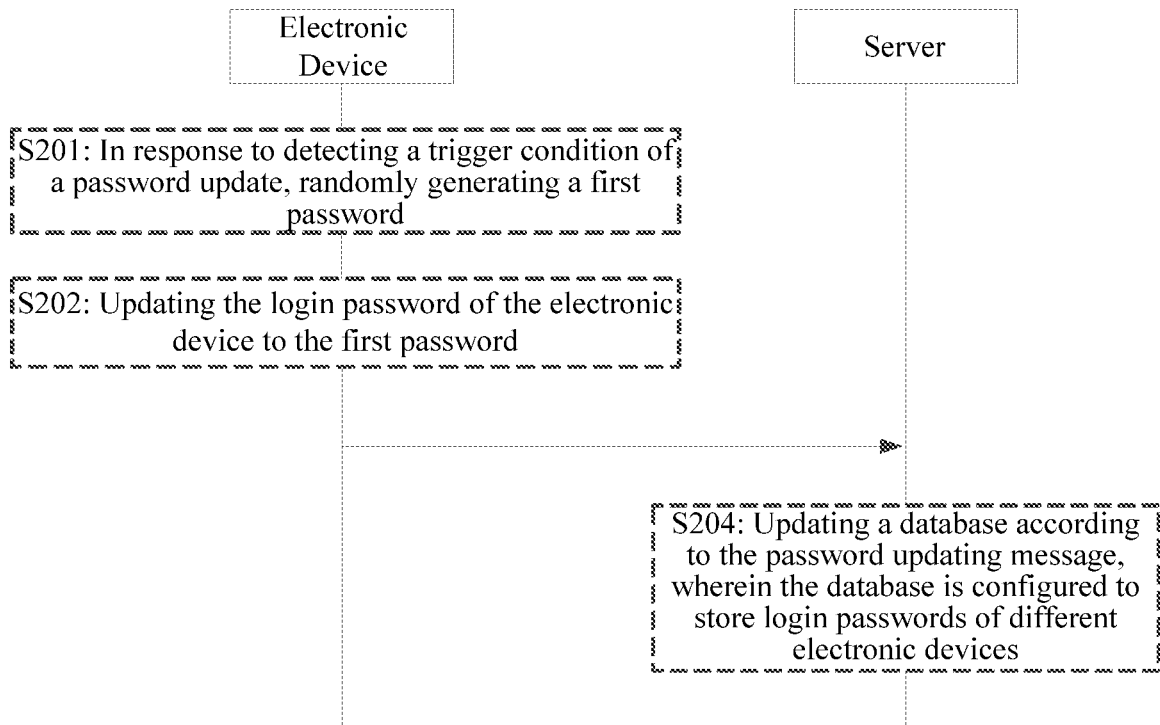 Electronic
Device
Server
S201: In response to detecting a trigger condition of
a password update, randomly generating a first
password
S202: Updating the login password of the electronic
device to the first password
S204: Updating a database according
to the password updating message,
wherein the database is configured to
store login passwords of different
electronic devices